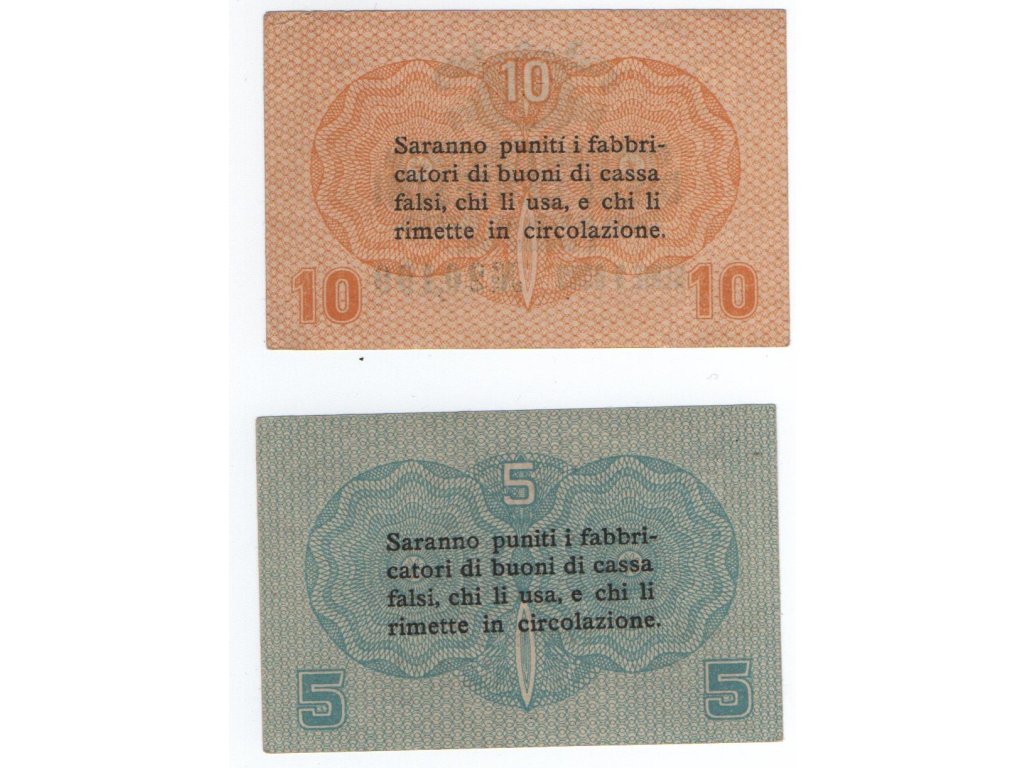 10
Saranno puniti i fabbri-
catori di buoni di cassa
falsi, chi li usa, e chi li
rimette in circolazione.
10 10
5
Saranno puniti i fabbri-
catori di buoni di cassa
falsi, chi li usa, e chi li
rimette in circolazione.
5 5